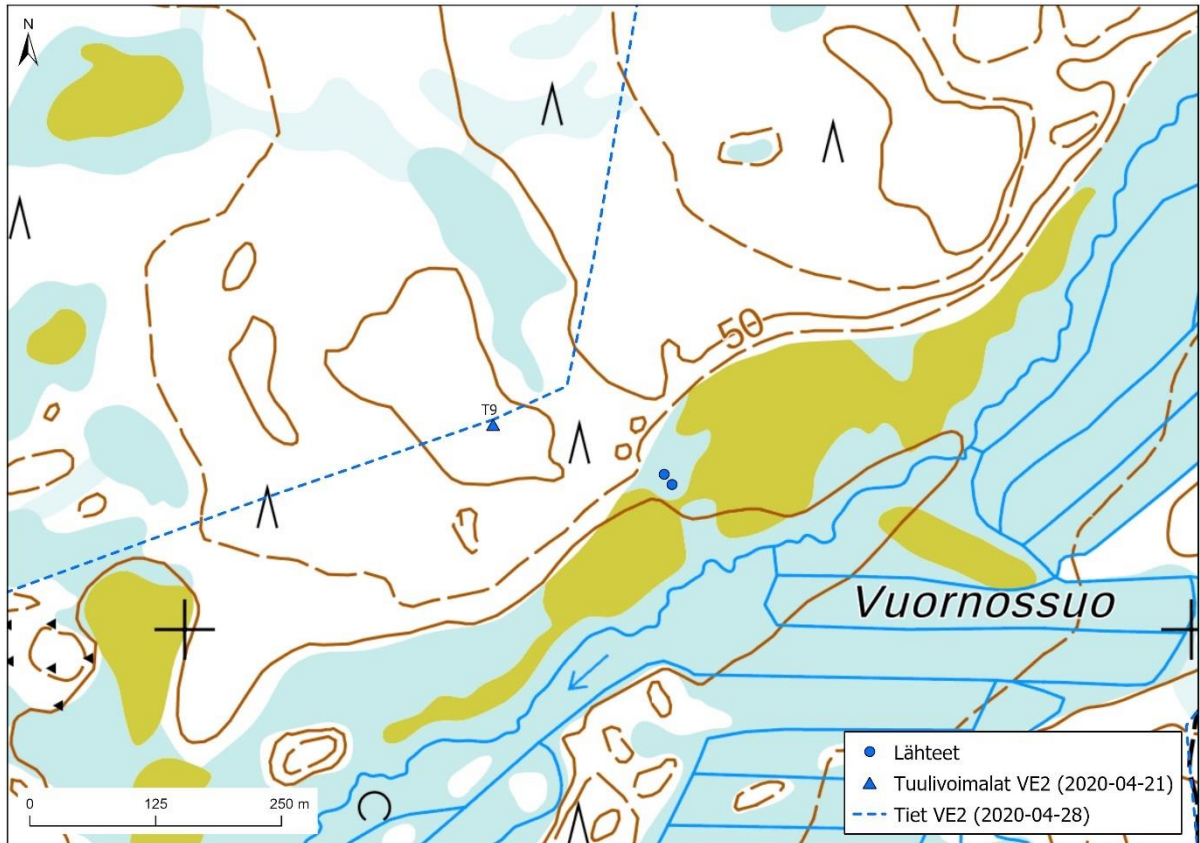 N
50
T9
Vuornossuo
Lähteet
Tuulivoimalat VE2 (2020-04-21)
Tiet VE2 (2020-04-28)
0 125 250 m